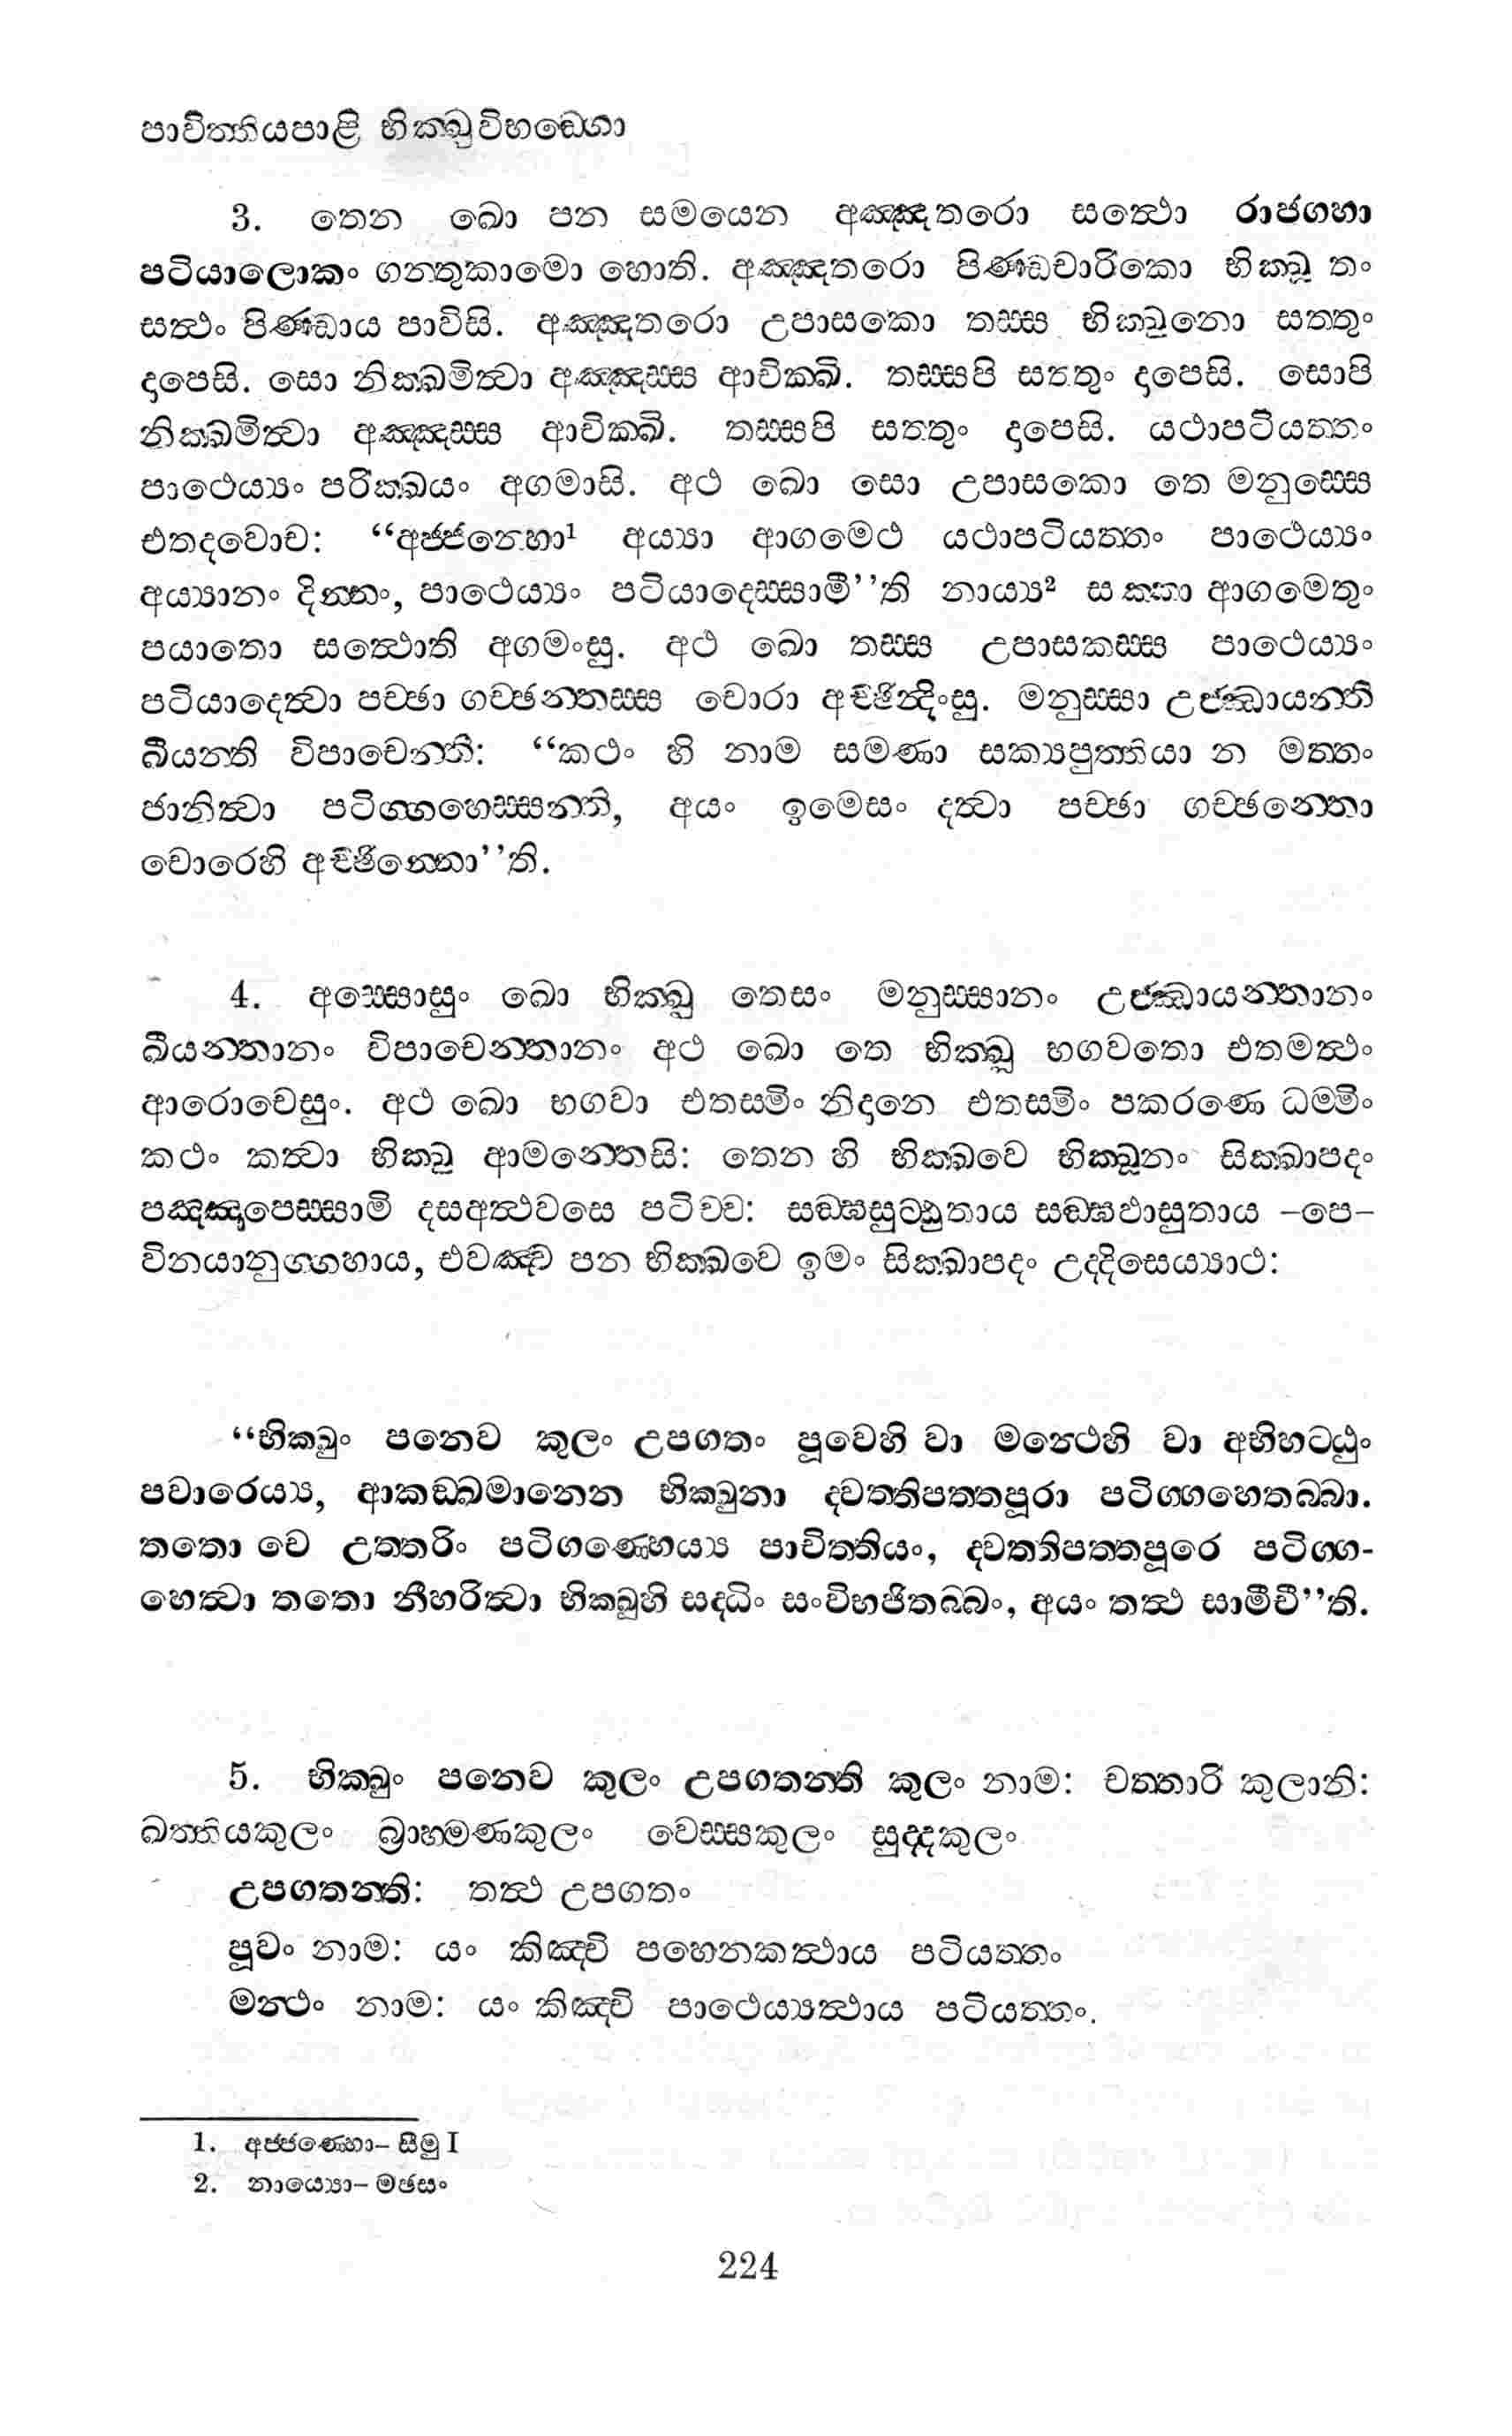 පාචිත්තියපාළි භික්ඛුවිභඞ්ගො
3. තෙන ඛො පන සමයෙන අඤ්ඤතරො සත්ථො රාජගහා
පටියාලොකං ගන්තුකාමො හොති. අඤ්ඤතරො පිණ්ඩචාරිකො භික්ඛු තං
සත්ථං පිණ්ඩාය පාවිසි. අඤ්ඤතරො උපාසකො තස්ස භික්ඛුනො සත්තුං
දාපෙසි. සො නික්ඛමිත්වා අඤ්ඤස්ස ආචික්ඛි. තස්සපි සත්තුං දාපෙසි. සොපි
නික්ඛමිත්වා අඤ්ඤස්ස ආචික්ඛි. තස්සපි සත්තුං දාපෙසි. යථාපටියත්තං
පාථෙය්‍යං පරික්ඛයං අගමාසි. අථ ඛො සො උපාසකො තෙ මනුස්සෙ
එතදවොච: “අජ්ජන්හො¹ අය්‍යා ආගමෙථ යථාපටියත්තං පාථෙය්‍යං
අය්‍යානං දින්නං, පාථෙය්‍යං පටියාදෙස්සාමී’’ති නාය්‍ය² සක්කා ආගමෙතුං
පයාතො සත්ථොති අගමංසු. අථ ඛො තස්ස උපාසකස්ස පාථෙය්‍යං
පටියාදෙත්වා පච්ඡා ගච්ඡන්තස්ස චොරා අච්ඡින්දිංසු. මනුස්සා උජ්ඣායන්ති
ඛීයන්ති විපාචෙන්ති: “කථං හි නාම සමණා සක්‍යපුත්තියා න මත්තං
ජානිත්වා පටිග්ගහෙස්සන්ති, අයං ඉමෙසං දත්වා පච්ඡා ගච්ඡන්තො
චොරෙහි අච්ඡින්නො’’ති.
4. අස්සොසුං ඛො භික්ඛු තෙසං මනුස්සානං උජ්ඣායන්තානං
ඛීයන්තානං විපාචෙන්තානං අථ ඛො තෙ භික්ඛූ භගවතො එතමත්ථං
ආරොචෙසුං. අථ ඛො භගවා එතස්මිං නිදානෙ එතස්මිං පකරණෙ ධම්මිං
කථං කත්වා භික්ඛූ ආමන්තෙසි: තෙන හි භික්ඛවෙ භික්ඛූනං සික්ඛාපදං
පඤ්ඤපෙස්සාමි දසඅත්ථවසෙ පටිච්ච: සඞ්ඝසුට්ඨුතාය සඞ්ඝඵාසුතාය –පෙ–
විනයානුග්ගහාය, එවඤ්ච පන භික්ඛවෙ ඉමං සික්ඛාපදං උද්දිසෙය්‍යාථ:
“භික්ඛුං පනෙව කුලං උපගතං පූවෙහි වා මන්ථෙහි වා අභිහට්ඨුං
පවාරෙය්‍ය, ආකඞ්ඛමානෙන භික්ඛුනා ද්වත්තිපත්තපූරා පටිග්ගහෙතබ්බා.
තතො චෙ උත්තරිං පටිගණ්හෙය්‍ය පාචිත්තියං, ද්වත්තිපත්තපූරෙ පටිග්ග-
හෙත්වා තතො නීහරිත්වා භික්ඛුහි සද්ධිං සංවිභජිතබ්බං, අයං තත්ථ සාමීචී’’ති.
5. භික්ඛුං පනෙව කුලං උපගතන්ති කුලං නාම: චත්තාරි කුලානි:
ඛත්තියකුලං බ්‍රාහ්මණකුලං වෙස්සකුලං සුද්දකුලං
උපගතන්ති: තත්ථ උපගතං
පූවං නාම: යං කිඤ්චි පහෙනකත්ථාය පටියත්තං
මන්ථං නාම: යං කිඤ්චි පාථෙය්‍යත්ථාය පටියත්තං.
1. අජ්ජණ්හො– සීමු I
2. නාය්‍යො– මඡසං
224